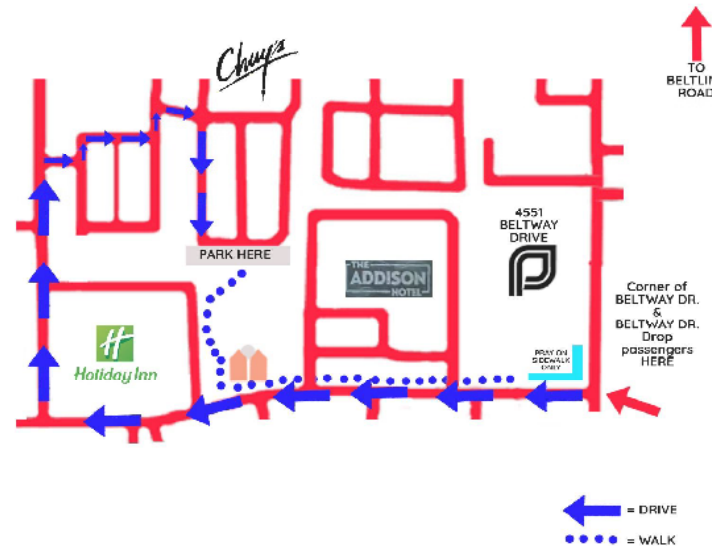 Chuy's
TO
BELTLIN
ROAD
4551
BELTWAY
DRIVE
PARK HERE
THE
ADDISON
HOTEL
Corner of
BELTWAY DR.
&
BELTWAY DR.
Drop
passengers
HERE
H
Holiday Inn
PRAY ON
SIDEWALK
ONLY
= DRIVE
= WALK